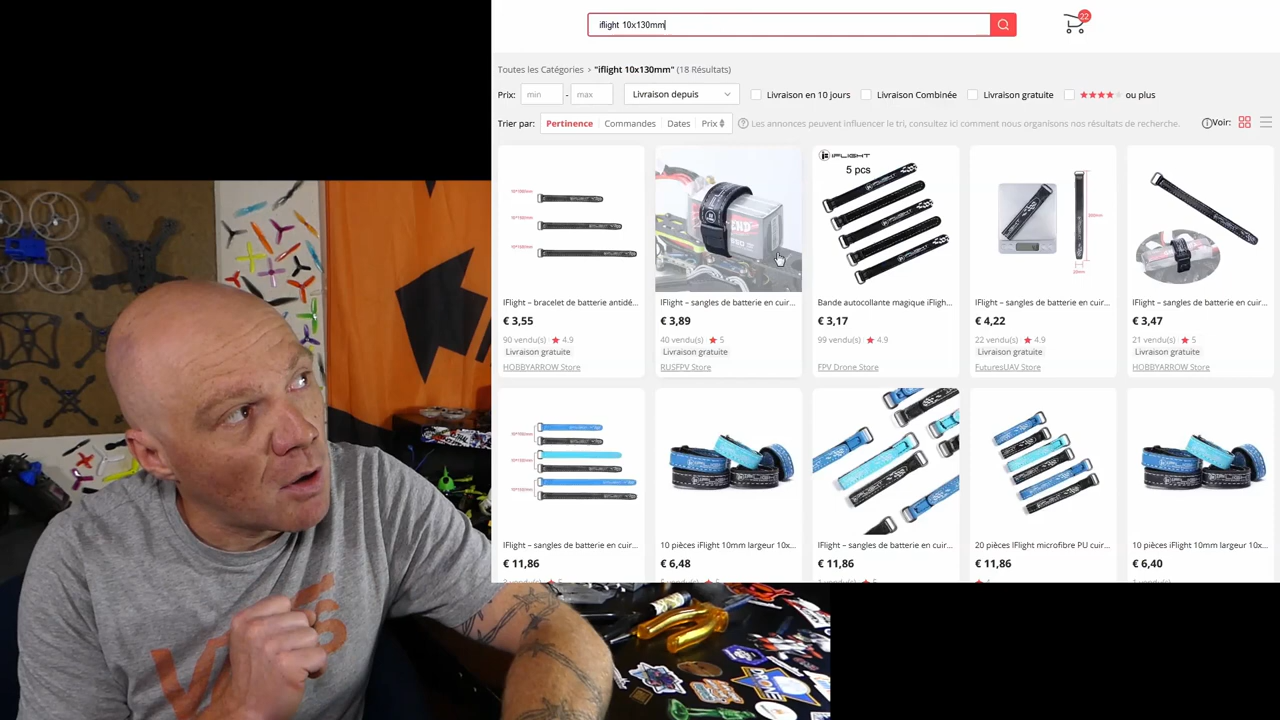 iflight 10x130mm
22
Toutes les Catégories > "iflight 10x130mm" (18 Résultats)
Prix: min - max Livraison depuis Livraison en 10 jours Livraison Combinée Livraison gratuite ou plus
Trier par: Pertinence Commandes Dates Prix Les annonces peuvent influencer le tri, consultez ici comment nous organisons nos résultats de recherche. Voir:
IFLIGHT
5 pcs
IFlight – bracelet de batterie antidé...
€ 3,55
90 vendu(s) 4.9
Livraison gratuite
HOBBYARROW Store
IFlight – sangles de batterie en cuir...
€ 3,89
40 vendu(s) 5
Livraison gratuite
RUSFPV Store
Bande autocollante magique iFligh...
€ 3,17
99 vendu(s) 4.9
FPV Drone Store
IFlight – sangles de batterie en cuir...
€ 4,22
22 vendu(s) 4.9
Livraison gratuite
FuturesUAV Store
IFlight – sangles de batterie en cuir...
€ 3,47
21 vendu(s) 5
Livraison gratuite
HOBBYARROW Store
IFlight – sangles de batterie en cuir...
€ 11,86
10 pièces iFlight 10mm largeur 10x...
€ 6,48
IFlight – sangles de batterie en cuir...
€ 11,86
20 pièces IFlight microfibre PU cuir...
€ 11,86
10 pièces iFlight 10mm largeur 10x...
€ 6,40